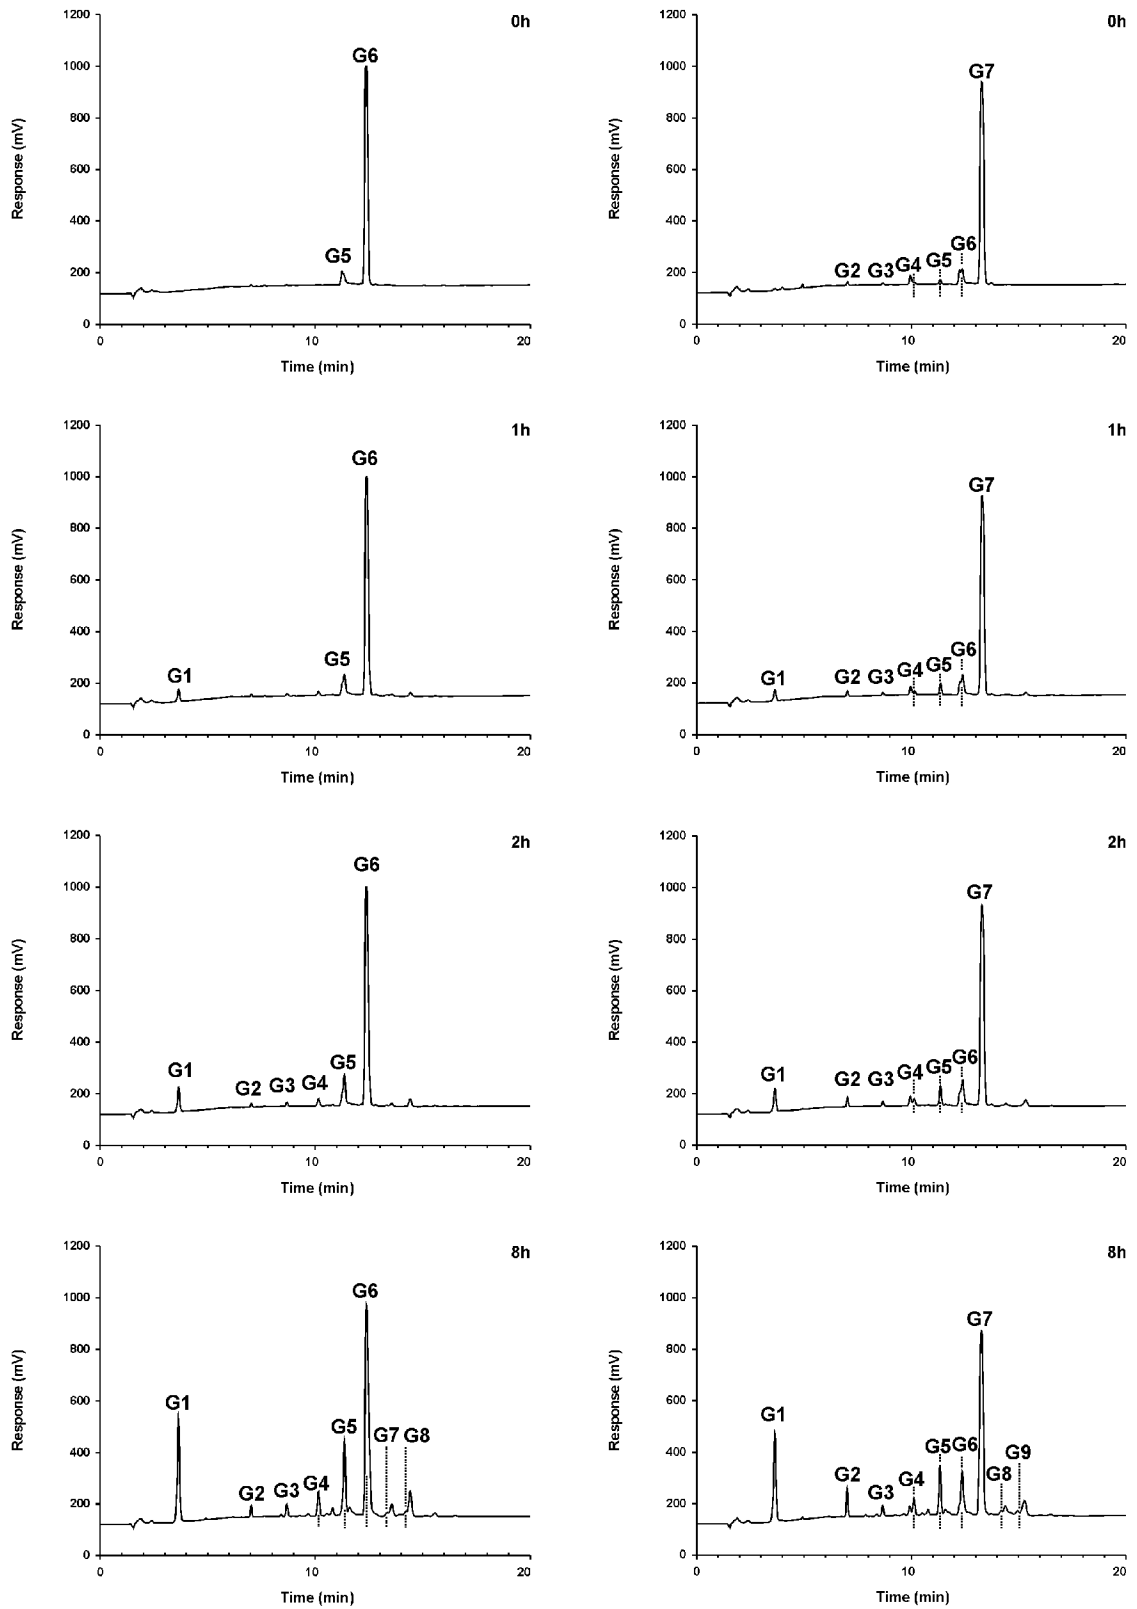 0h
1200
1000
800
600
400
200
0
Response (mV)
G5
G6
0
10
20
Time (min)
0h
1200
1000
800
600
400
200
0
Response (mV)
G2 G3 G4 G5 G6 G7
0
10
20
Time (min)
1h
1200
1000
800
600
400
200
0
Response (mV)
G1 G5 G6
0
10
20
Time (min)
1h
1200
1000
800
600
400
200
0
Response (mV)
G1 G2 G3 G4 G5 G6 G7
0
10
20
Time (min)
2h
1200
1000
800
600
400
200
0
Response (mV)
G1 G2 G3 G4 G5 G6
0
10
20
Time (min)
2h
1200
1000
800
600
400
200
0
Response (mV)
G1 G2 G3 G4 G5 G6 G7
0
10
20
Time (min)
8h
1200
1000
800
600
400
200
0
Response (mV)
G1 G2 G3 G4 G5 G6 G7 G8
0
10
20
Time (min)
8h
1200
1000
800
600
400
200
0
Response (mV)
G1 G2 G3 G4 G5 G6 G7 G8 G9
0
10
20
Time (min)